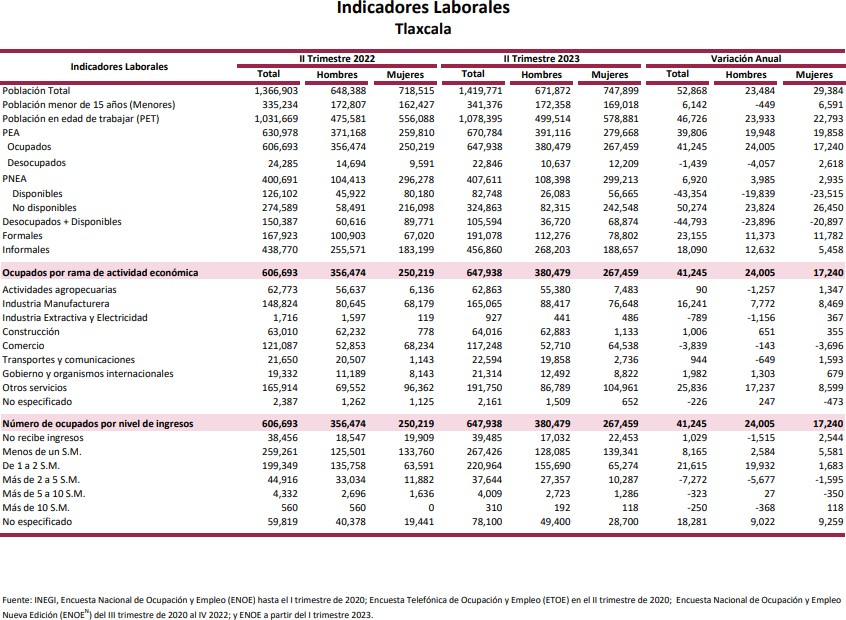 Indicadores Laborales
Tlaxcala
Indicadores Laborales II Trimestre 2022 II Trimestre 2023 Variación Anual
Total Hombres Mujeres Total Hombres Mujeres Total Hombres Mujeres
Población Total 1,366,903 648,388 718,515 1,419,771 671,872 747,899 52,868 23,484 29,384
Población menor de 15 años (Menores) 335,234 172,807 162,427 341,376 172,358 169,018 6,142 -449 6,591
Población en edad de trabajar (PET) 1,031,669 475,581 556,088 1,078,395 499,514 578,881 46,726 23,933 22,793
PEA 630,978 371,168 259,810 670,784 391,116 279,668 39,806 19,948 19,858
Ocupados 606,693 356,474 250,219 647,938 380,479 267,459 41,245 24,005 17,240
Desocupados 24,285 14,694 9,591 22,846 10,637 12,209 -1,439 -4,057 2,618
PNEA 400,691 104,413 296,278 407,611 108,398 299,213 6,920 3,985 2,935
Disponibles 126,102 45,922 80,180 82,748 26,083 56,665 -43,354 -19,839 -23,515
No disponibles 274,589 58,491 216,098 324,863 82,315 242,548 50,274 23,824 26,450
Desocupados + Disponibles 150,387 60,616 89,771 105,594 36,720 68,874 -44,793 -23,896 -20,897
Formales 167,923 100,903 67,020 191,078 112,276 78,802 23,155 11,373 11,782
Informales 438,770 255,571 183,199 456,860 268,203 188,657 18,090 12,632 5,458
Ocupados por rama de actividad económica 606,693 356,474 250,219 647,938 380,479 267,459 41,245 24,005 17,240
Actividades agropecuarias 62,773 56,637 6,136 62,863 55,380 7,483 90 -1,257 1,347
Industria Manufacturera 148,824 80,645 68,179 165,065 88,417 76,648 16,241 7,772 8,469
Industria Extractiva y Electricidad 1,716 1,597 119 927 441 486 -789 -1,156 367
Construcción 63,010 62,232 778 64,016 62,883 1,133 1,006 651 355
Comercio 121,087 52,853 68,234 117,248 52,710 64,538 -3,839 -143 -3,696
Transportes y comunicaciones 21,650 20,507 1,143 22,594 19,858 2,736 944 -649 1,593
Gobierno y organismos internacionales 19,332 11,189 8,143 21,314 12,492 8,822 1,982 1,303 679
Otros servicios 165,914 69,552 96,362 191,750 86,789 104,961 25,836 17,237 8,599
No especificado 2,387 1,262 1,125 2,161 1,509 652 -226 247 -473
Número de ocupados por nivel de ingresos 606,693 356,474 250,219 647,938 380,479 267,459 41,245 24,005 17,240
No recibe ingresos 38,456 18,547 19,909 39,485 17,032 22,453 1,029 -1,515 2,544
Menos de un S.M. 259,261 125,501 133,760 267,426 128,085 139,341 8,165 2,584 5,581
De 1 a 2 S.M. 199,349 135,758 63,591 220,964 155,690 65,274 21,615 19,932 1,683
Más de 2 a 5 S.M. 44,916 33,034 11,882 37,644 27,357 10,287 -7,272 -5,677 -1,595
Más de 5 a 10 S.M. 4,332 2,696 1,636 4,009 2,723 1,286 -323 27 -350
Más de 10 S.M. 560 560 0 310 192 118 -250 -368 118
No especificado 59,819 40,378 19,441 78,100 49,400 28,700 18,281 9,022 9,259
Fuente: INEGI, Encuesta Nacional de Ocupación y Empleo (ENOE) hasta el I trimestre de 2020; Encuesta Telefónica de Ocupación y Empleo (ETOE) en el II trimestre de 2020; Encuesta Nacional de Ocupación y Empleo
Nueva Edición (ENOEN) del III trimestre de 2020 al IV 2022; y ENOE a partir del I trimestre 2023.